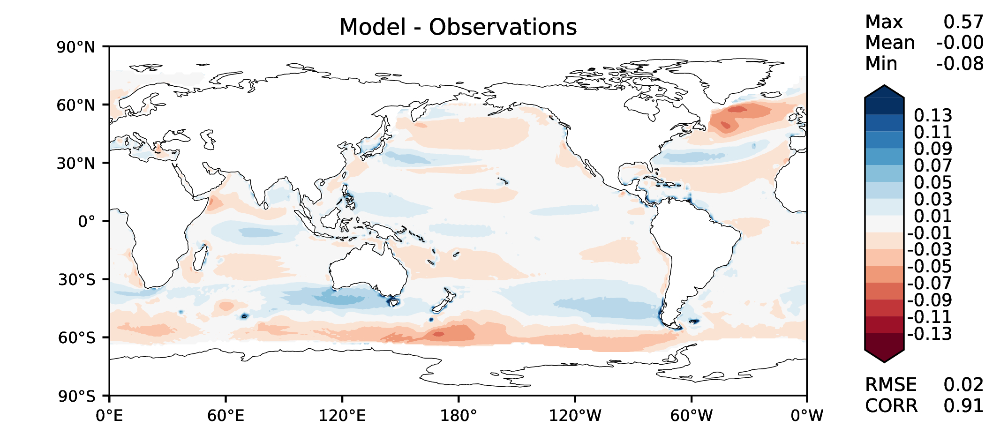 Model - Observations
Max 0.57
Mean -0.00
Min -0.08
90°N
60°N
30°N
0°
30°S
60°S
90°S
0°E 60°E 120°E 180° 120°W 60°W 0°W
0.13
0.11
0.09
0.07
0.05
0.03
0.01
-0.01
-0.03
-0.05
-0.07
-0.09
-0.11
-0.13
RMSE 0.02
CORR 0.91